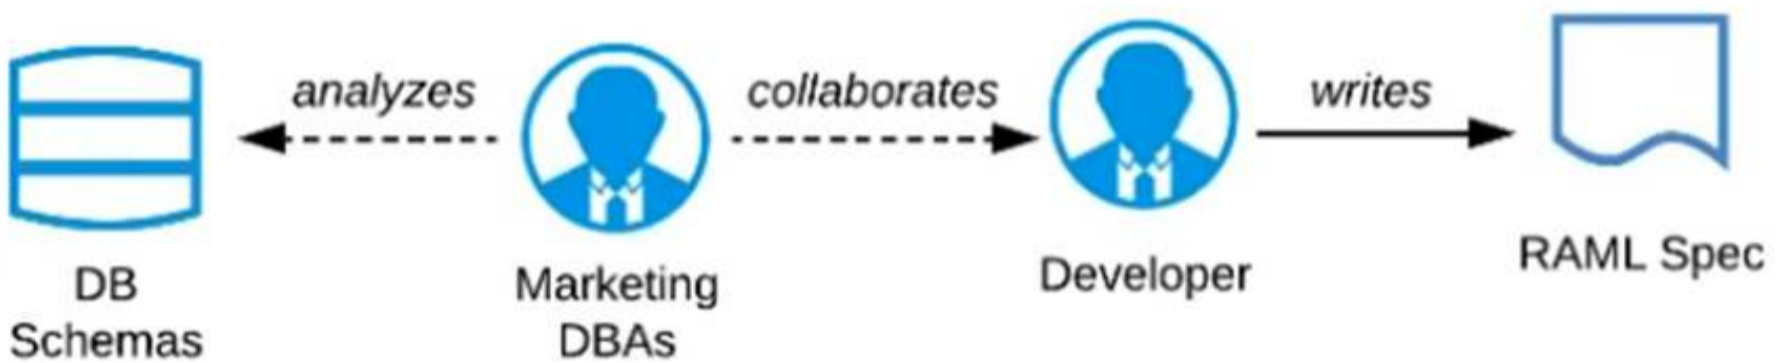 analyzes
collaborates
writes
DB
Schemas
Marketing
DBAs
Developer
RAML Spec